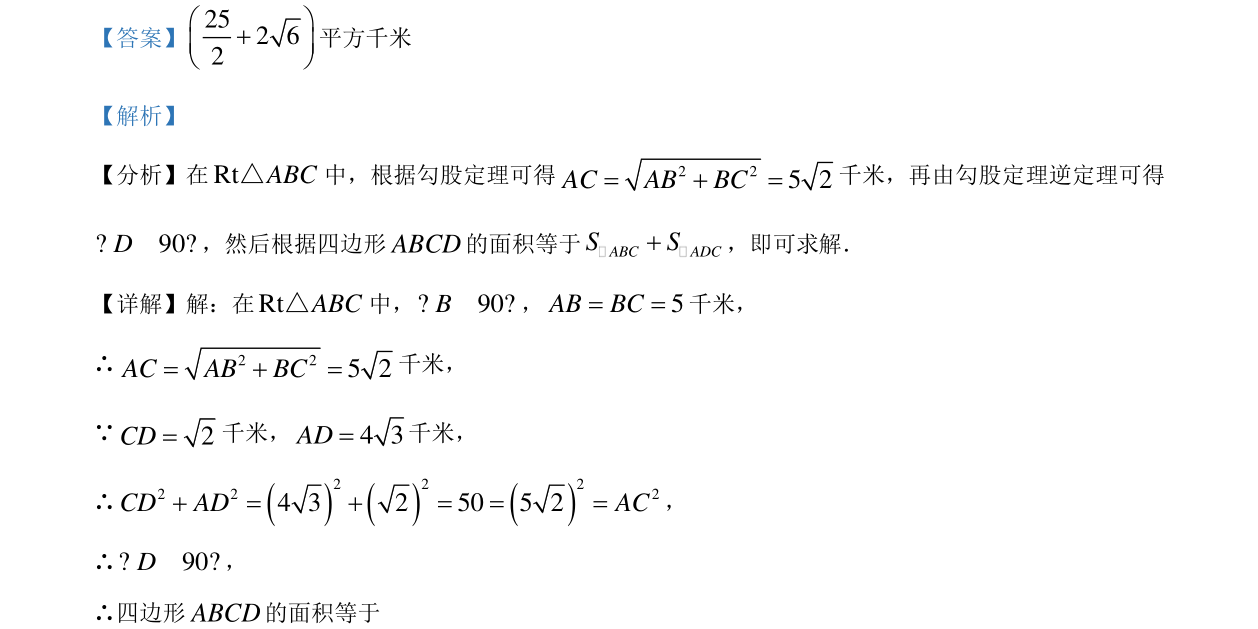 【答案】(25/2+2√6)平方千米
【解析】
【分析】在Rt△ABC中，根据勾股定理可得AC=√(AB²+BC²)=5√2千米，再由勾股定理逆定理可得
?D 90?，然后根据四边形ABCD的面积等于S□ABC+S□ADC，即可求解．
【详解】解：在Rt△ABC中，?B 90?，AB=BC=5千米，
∴AC=√(AB²+BC²)=5√2千米，
∵CD=√2千米，AD=4√3千米，
∴CD²+AD²=(4√3)²+(√2)²=50=(5√2)²=AC²，
∴?D 90?，
∴四边形ABCD的面积等于